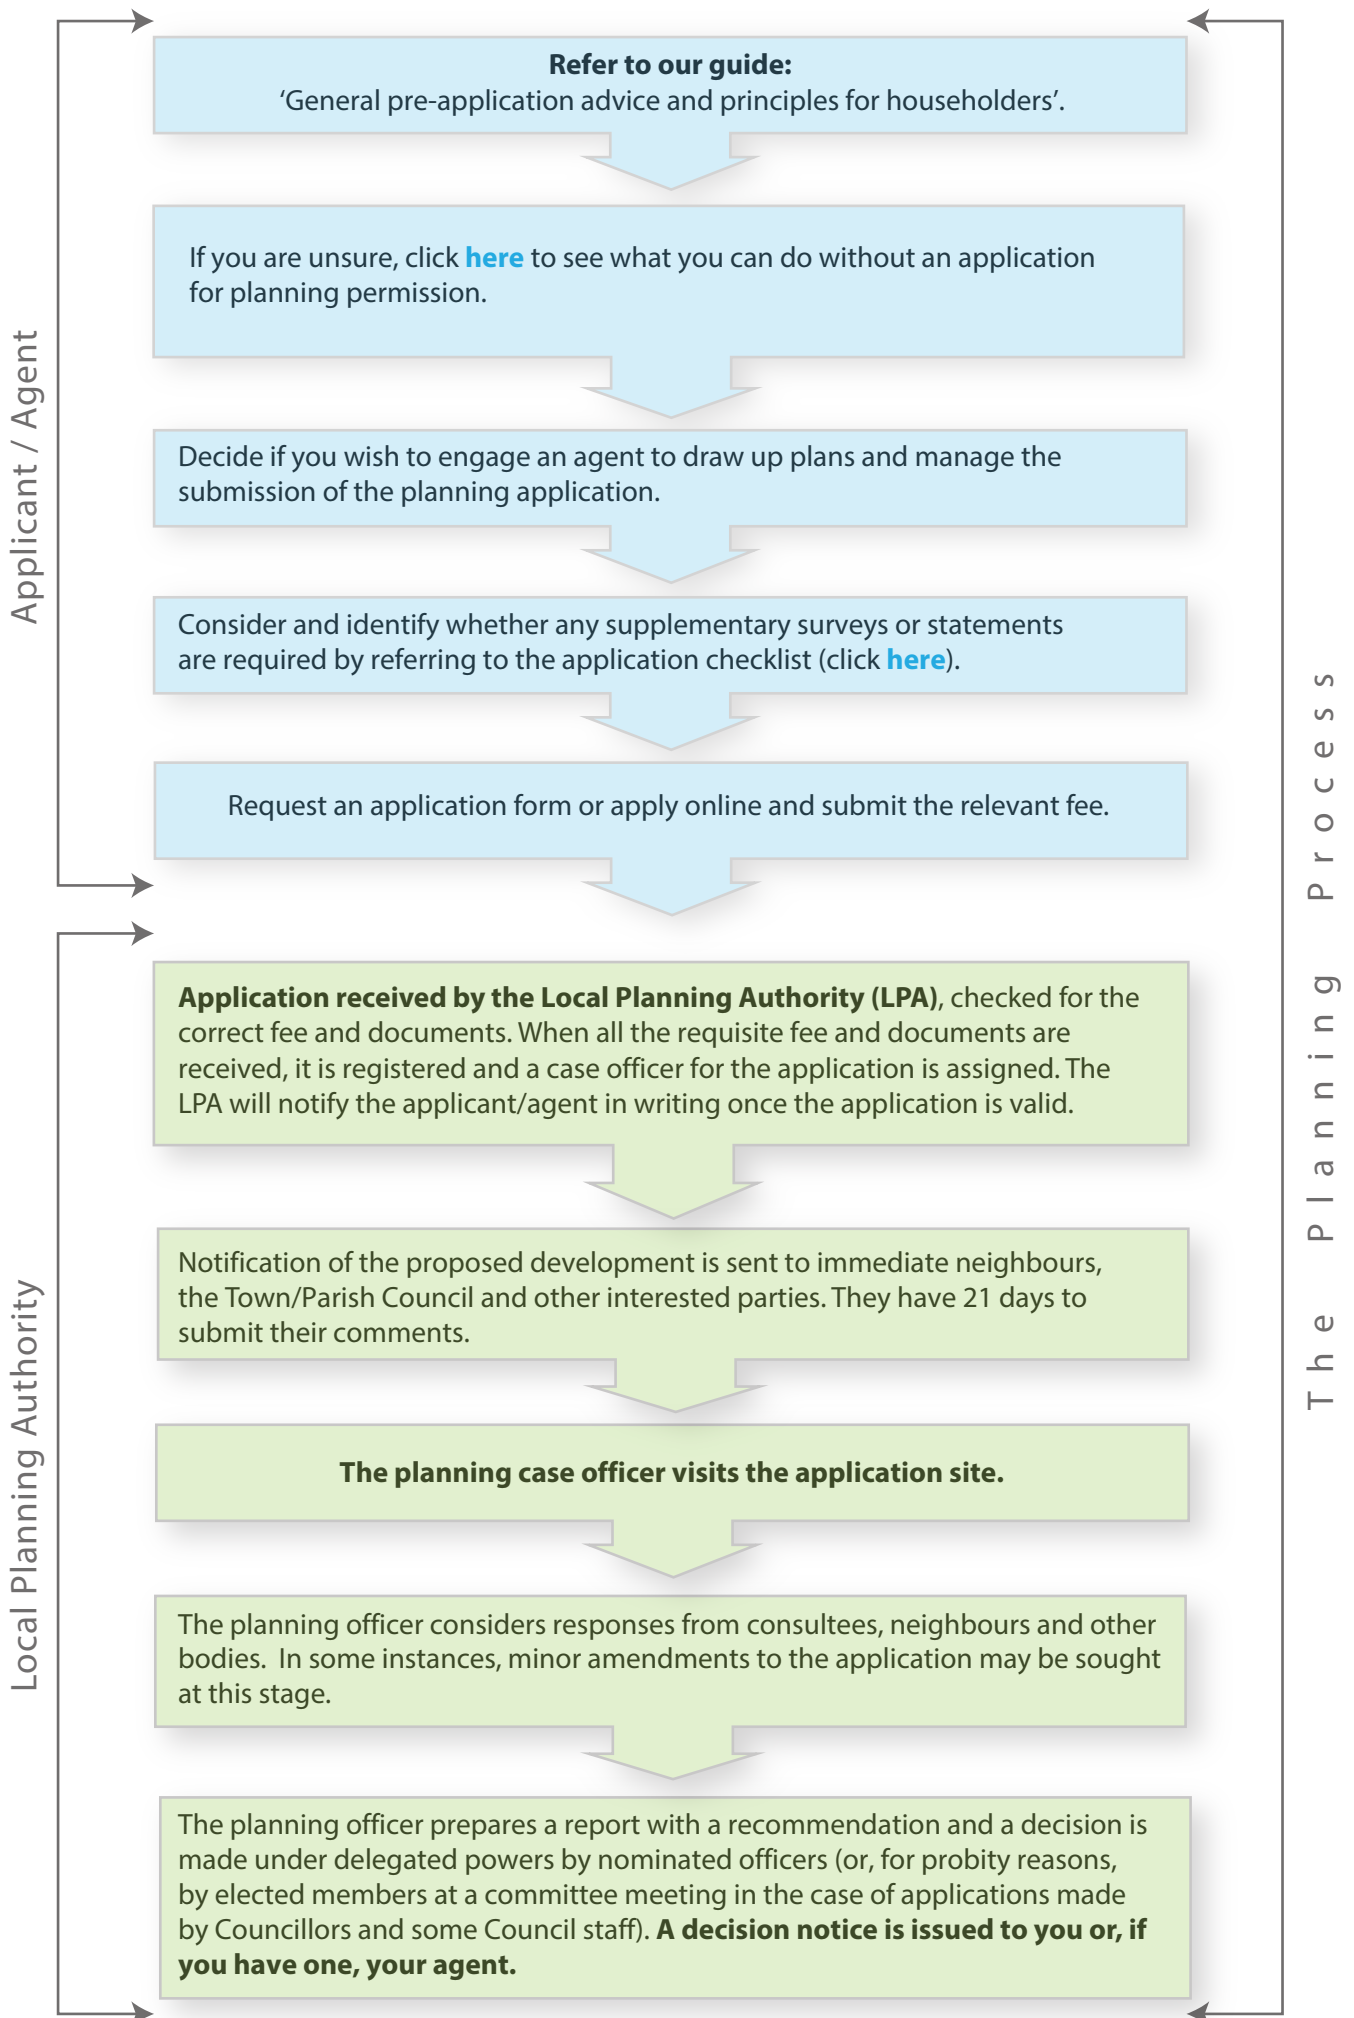 Refer to our guide:
‘General pre-application advice and principles for householders’.
If you are unsure, click here to see what you can do without an application
for planning permission.
Decide if you wish to engage an agent to draw up plans and manage the
submission of the planning application.
Consider and identify whether any supplementary surveys or statements
are required by referring to the application checklist (click here).
Request an application form or apply online and submit the relevant fee.
Applicant / Agent
Application received by the Local Planning Authority (LPA), checked for the
correct fee and documents. When all the requisite fee and documents are
received, it is registered and a case officer for the application is assigned. The
LPA will notify the applicant/agent in writing once the application is valid.
Notification of the proposed development is sent to immediate neighbours,
the Town/Parish Council and other interested parties. They have 21 days to
submit their comments.
The planning case officer visits the application site.
The planning officer considers responses from consultees, neighbours and other
bodies.  In some instances, minor amendments to the application may be sought
at this stage.
The planning officer prepares a report with a recommendation and a decision is
made under delegated powers by nominated officers (or, for probity reasons,
by elected members at a committee meeting in the case of applications made
by Councillors and some Council staff). A decision notice is issued to you or, if
you have one, your agent.
Local Planning Authority
The Planning Process